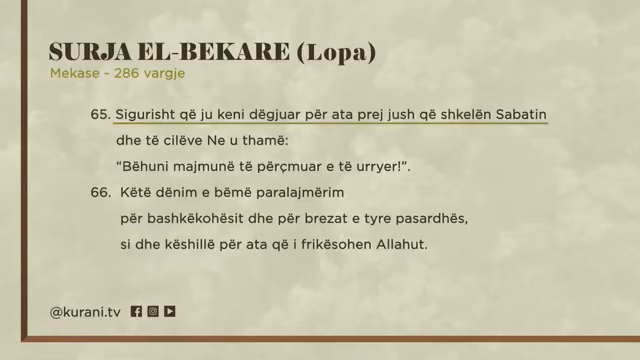 SURJA EL-BEKARE (Lopa)
Mekase - 286 vargje
65. Sigurisht që ju keni dëgjuar për ata prej jush që shkelën Sabatin
dhe të cilëve Ne u thamë:
“Bëhuni majmunë të përçmuar e të urryer!”.
66. Këtë dënim e bëmë paralajmërim
për bashkëkohësit dhe për brezat e tyre pasardhës,
si dhe këshillë për ata që i frikësohen Allahut.
@kurani.tv